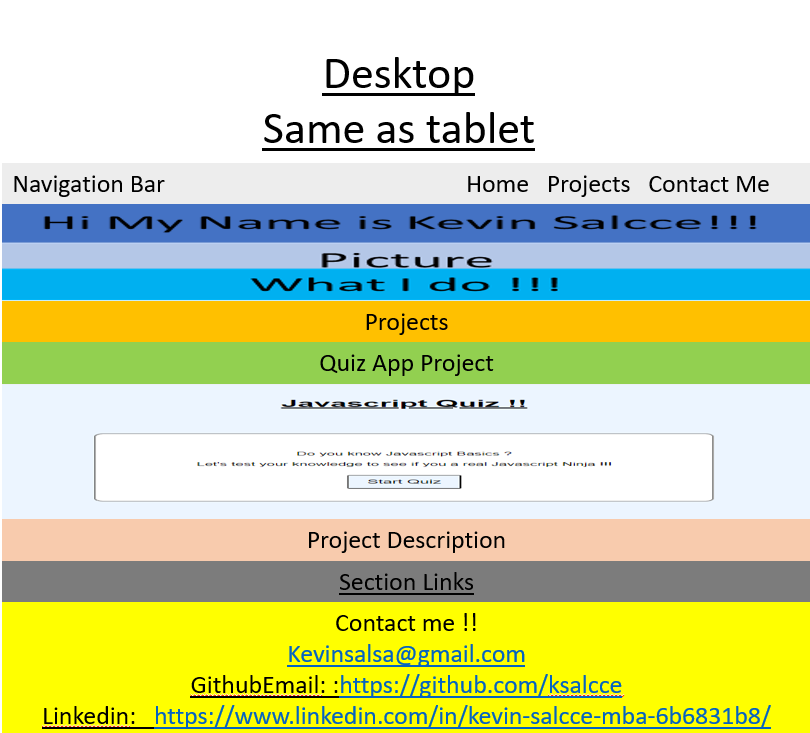 Desktop
Same as tablet
Navigation Bar Home Projects Contact Me
Hi My Name is Kevin Salcce!!!
Picture
What I do !!!
Projects
Quiz App Project
Javascript Quiz !!
Do you know Javascript Basics ?
Let's test your knowledge to see if you a real Javascript Ninja !!!
Start Quiz
Project Description
Section Links
Contact me !!
Kevinsalsa@gmail.com
GithubEmail: :https://github.com/ksalcce
Linkedin: https://www.linkedin.com/in/kevin-salcce-mba-6b6831b8/